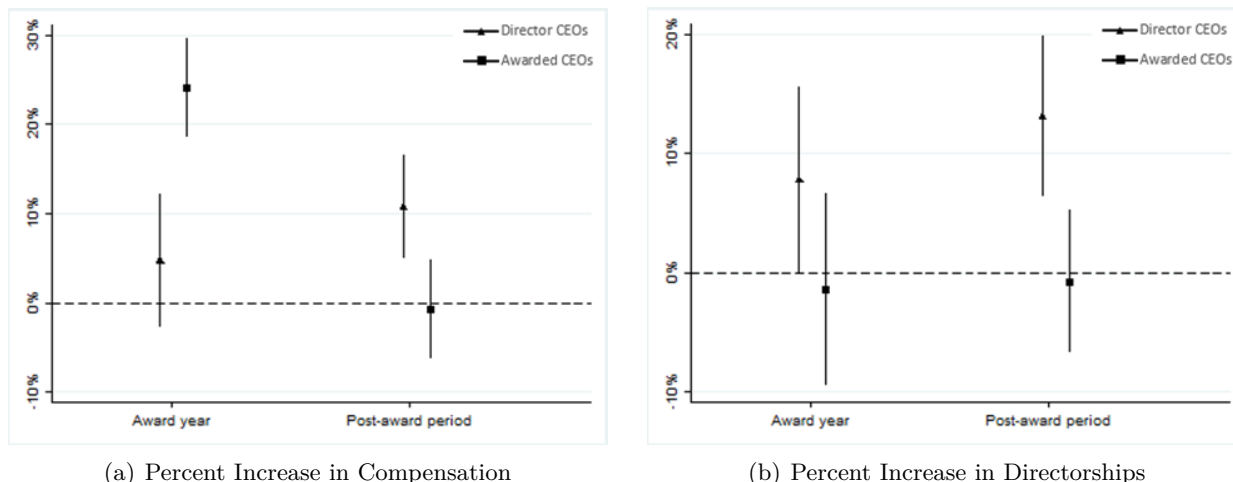 30%
20%
10%
0%
-10%
Director CEOs
Awarded CEOs
Award year
Post-award period
(a) Percent Increase in Compensation
20%
10%
0%
-10%
Director CEOs
Awarded CEOs
Award year
Post-award period
(b) Percent Increase in Directorships